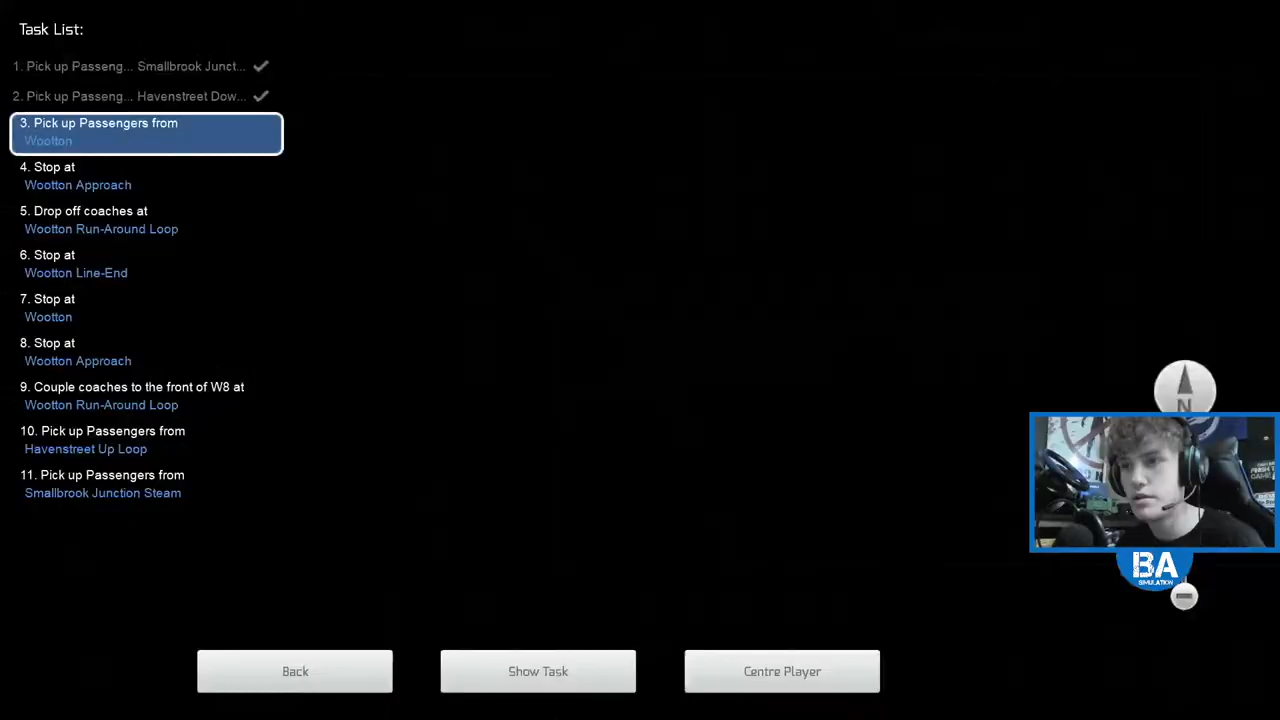 Task List:
1. Pick up Passeng... Smallbrook Junct...
2. Pick up Passeng... Havenstreet Dow...
3. Pick up Passengers from
Wootton
4. Stop at
Wootton Approach
5. Drop off coaches at
Wootton Run-Around Loop
6. Stop at
Wootton Line-End
7. Stop at
Wootton
8. Stop at
Wootton Approach
9. Couple coaches to the front of W8 at
Wootton Run-Around Loop
10. Pick up Passengers from
Havenstreet Up Loop
11. Pick up Passengers from
Smallbrook Junction Steam
N
BA
SIMULATION
Back
Show Task
Centre Player